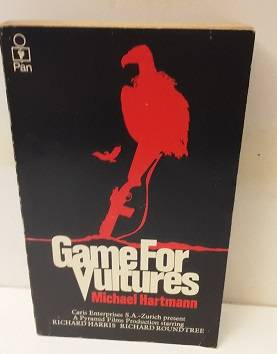 Pan
Game For
Vultures
Michael Hartmann
Caris Enterprises S.A.-Zurich present
A Pyramid Films Production starring
RICHARD HARRIS RICHARD ROUNDTREE